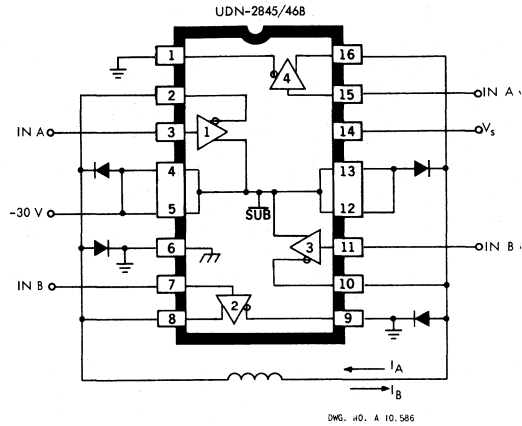 UDN-2845/46B
1
16
4
2
15
IN A
IN A
3
1
14
Vs
4
13
-30 V
5
SUB
12
6
3
11
IN B
IN B
7
10
8
2
9
IA
IB
DWG. NO. A 10.586